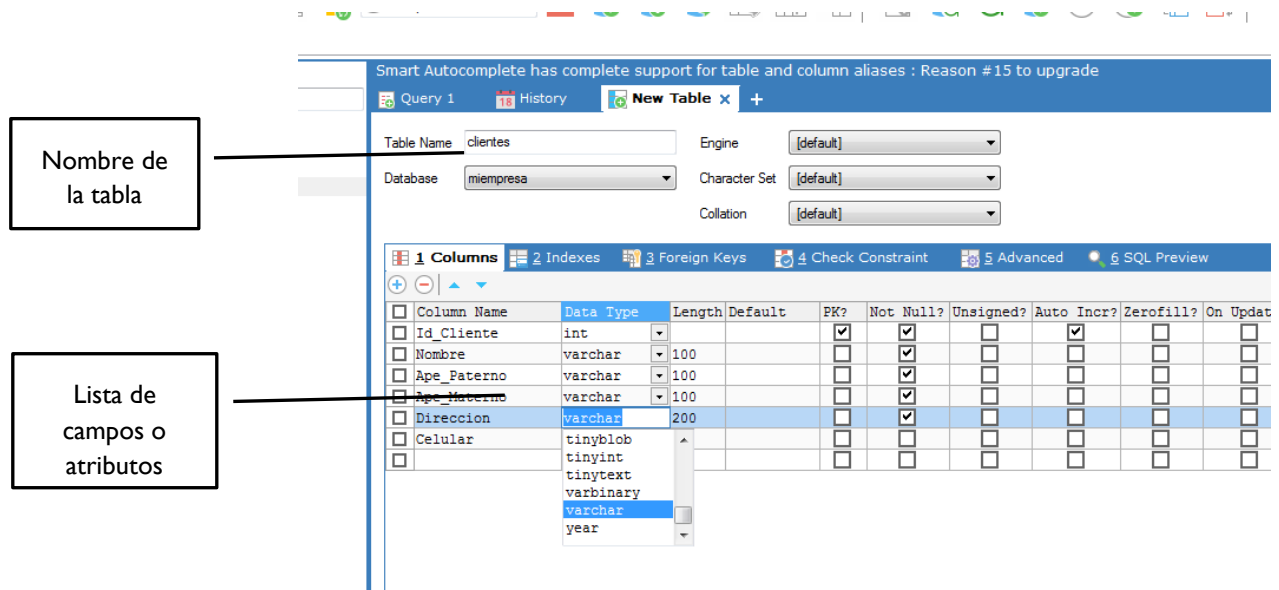 Smart Autocomplete has complete support for table and column aliases : Reason #15 to upgrade
Query 1 18 History New Table x +
Table Name clientes Engine [default]
Nombre de
la tabla
Database miempresa Character Set [default]
Collation [default]
1 Columns 2 Indexes 3 Foreign Keys 4 Check Constraint 5 Advanced 6 SQL Preview
Column Name Data Type Length Default PK? Not Null? Unsigned? Auto Incr? Zerofill? On Updat
Id_Cliente int
Nombre varchar 100
Ape_Paterno varchar 100
Ape_Materno varchar 100
Lista de
campos o
atributos
Direccion varchar 200
Celular tinyblob
tinyint
tinytext
varbinary
varchar
year